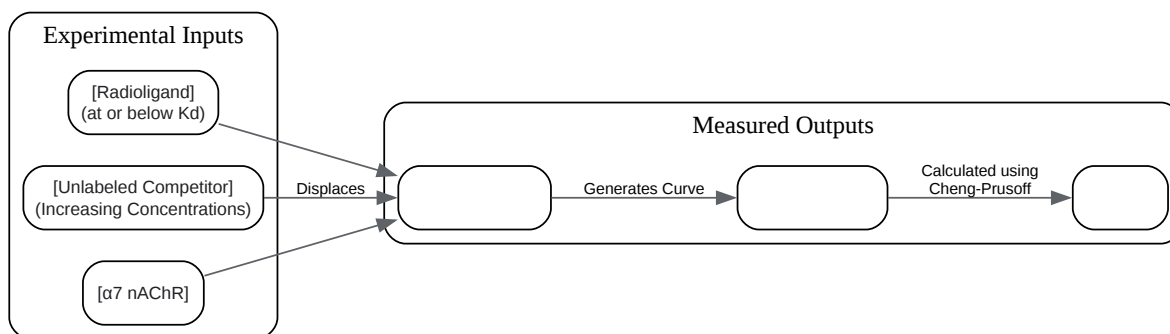 Experimental Inputs
[Radioligand]
(at or below Kd)
[Unlabeled Competitor]
(Increasing Concentrations)
[α7 nAChR]
Displaces
Measured Outputs
Generates Curve
Calculated using
Cheng-Prusoff